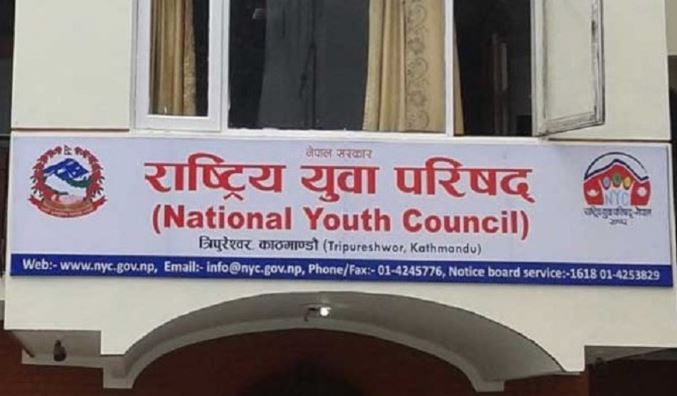 नेपाल सरकार
राष्ट्रिय युवा परिषद्
(National Youth Council)
त्रिपुरेश्वर, काठमाण्डौ (Tripureshwor, Kathmandu)
Web:- www.nyc.gov.np, Email:- info@nyc.gov.np, Phone/Fax:- 01-4245776, Notice board service:-1618 01-4253829
NYC